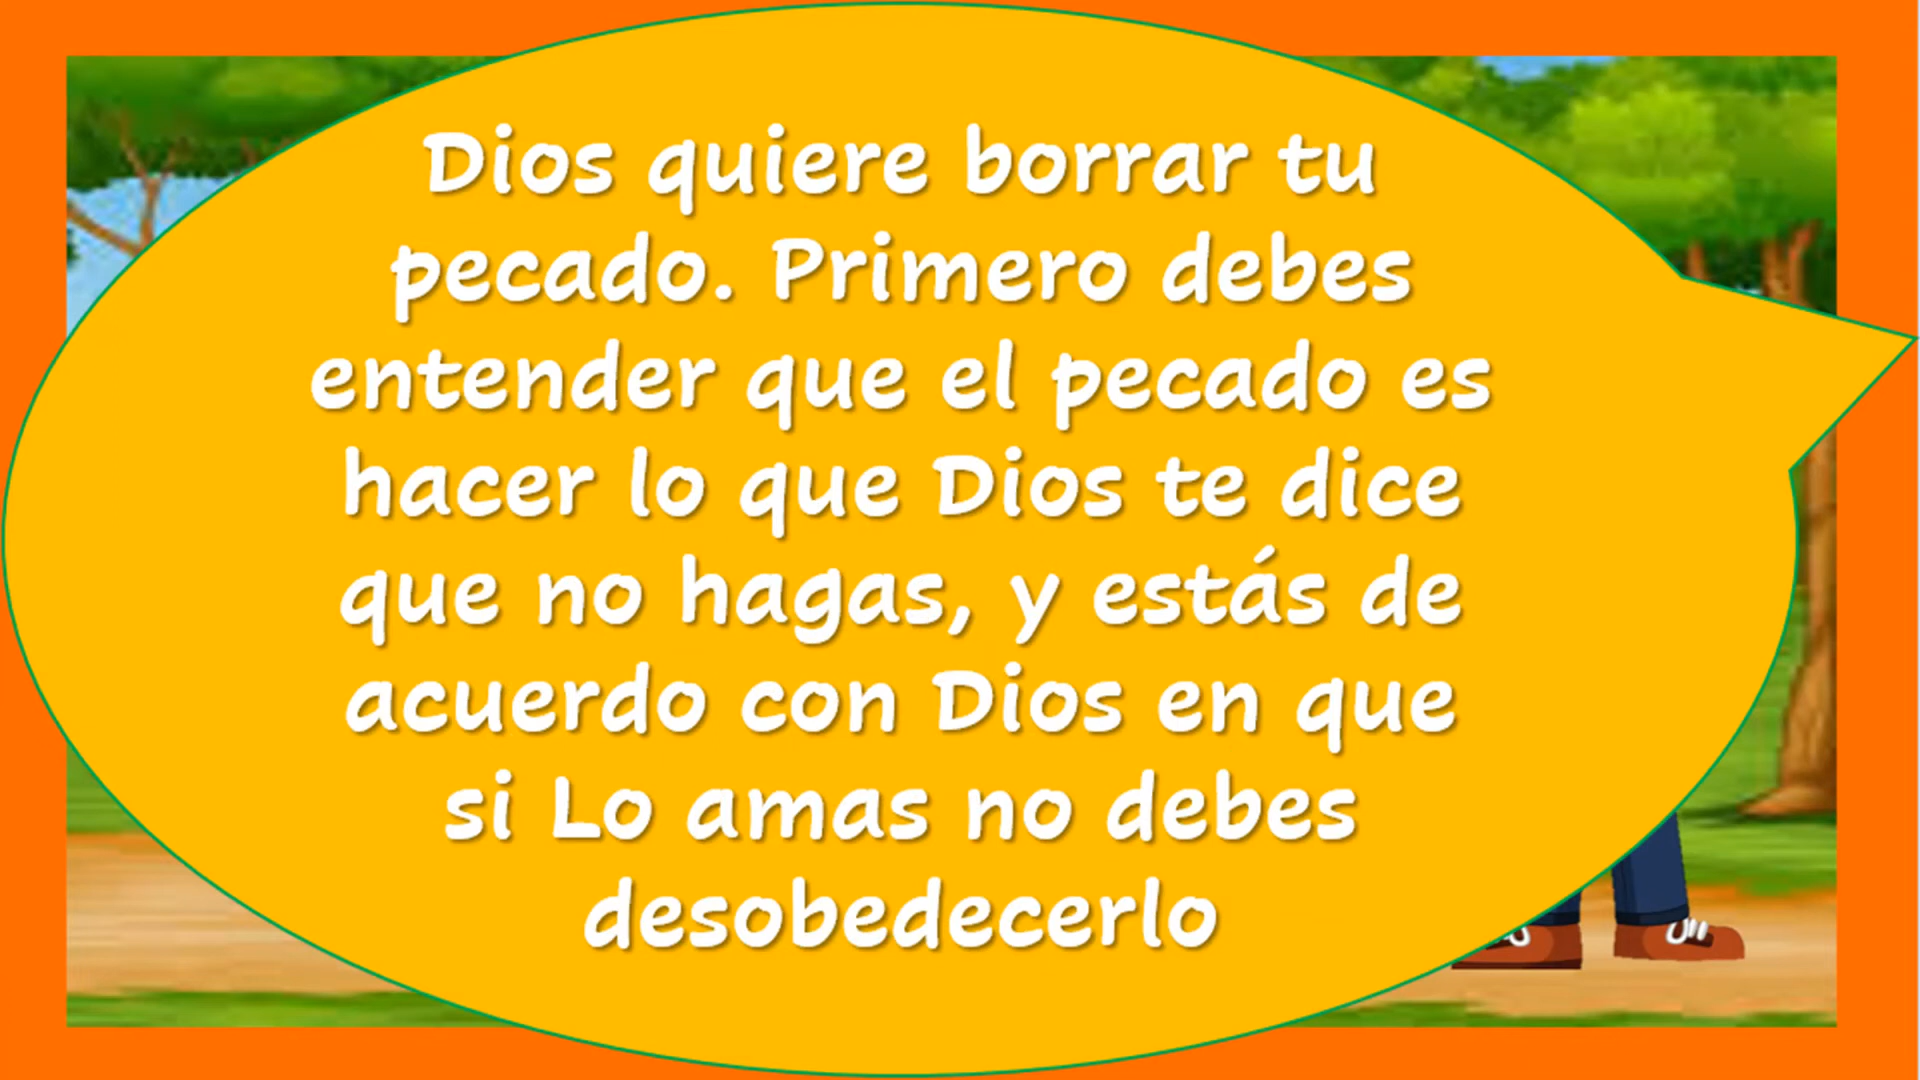 Dios quiere borrar tu
pecado. Primero debes
entender que el pecado es
hacer lo que Dios te dice
que no hagas, y estás de
acuerdo con Dios en que
si Lo amas no debes
desobedecerlo